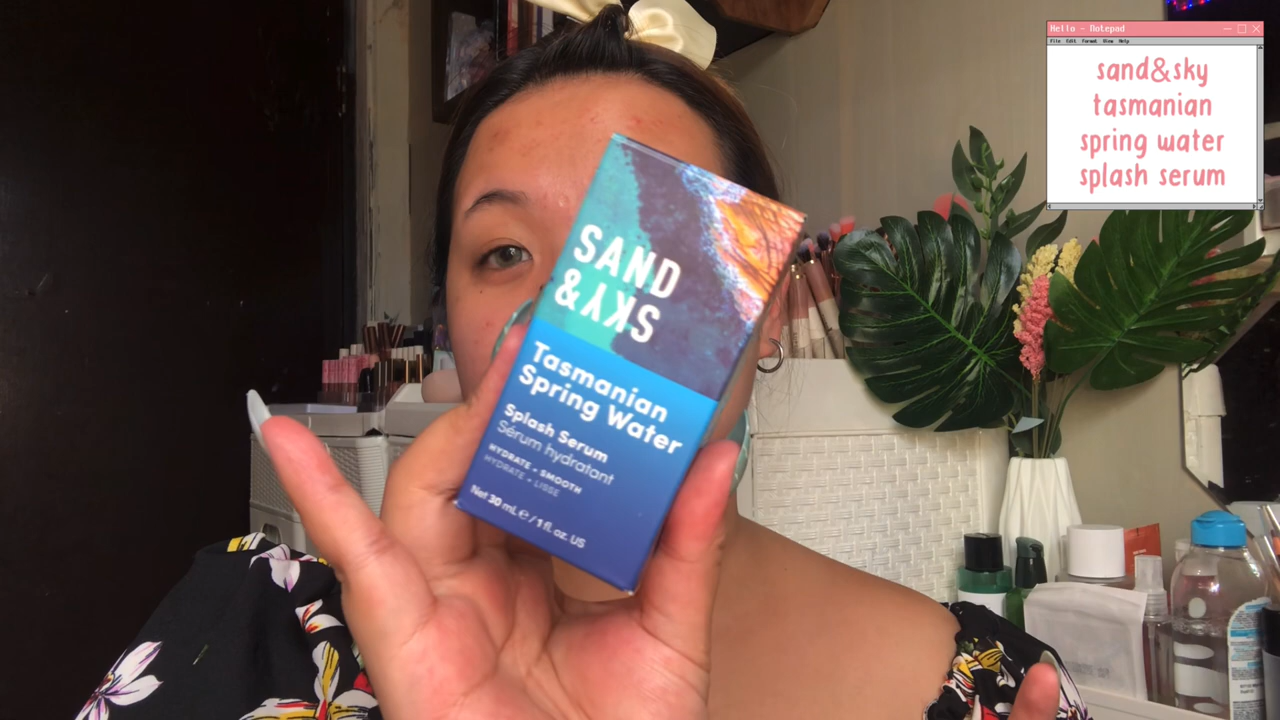 Hello - Notepad
File Edit Format View Help
sand&sky
tasmanian
spring water
splash serum
SAND
&SKY
Tasmanian
Spring Water
Splash Serum
Sérum hydratant
HYDRATE + SMOOTH
HYDRATE + LISSE
Net 30 mL e / 1 fl. oz. US